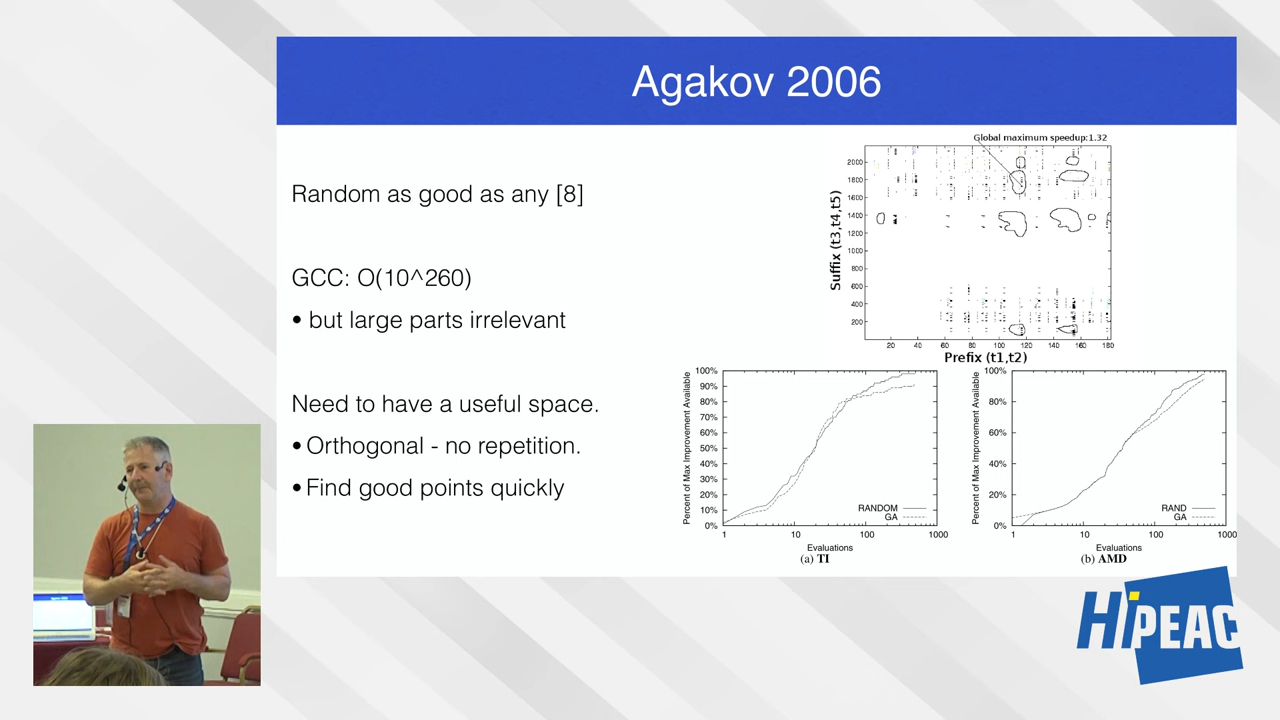 Agakov 2006
Random as good as any [8]
GCC: O(10^260)
• but large parts irrelevant
Need to have a useful space.
• Orthogonal - no repetition.
• Find good points quickly
Global maximum speedup:1.32
Suffix (t3,t4,t5)
2000
1800
1600
1400
1200
1000
800
600
400
200
20 40 60 80 100 120 140 160 180
Prefix (t1,t2)
Percent of Max Improvement Available
100%
90%
80%
70%
60%
50%
40%
30%
20%
10%
0%
RANDOM
GA
1 10 100 1000
Evaluations
(a) TI
Percent of Max Improvement Available
100%
80%
60%
40%
20%
0%
RAND
GA
1 10 100 1000
Evaluations
(b) AMD
HiPEAC